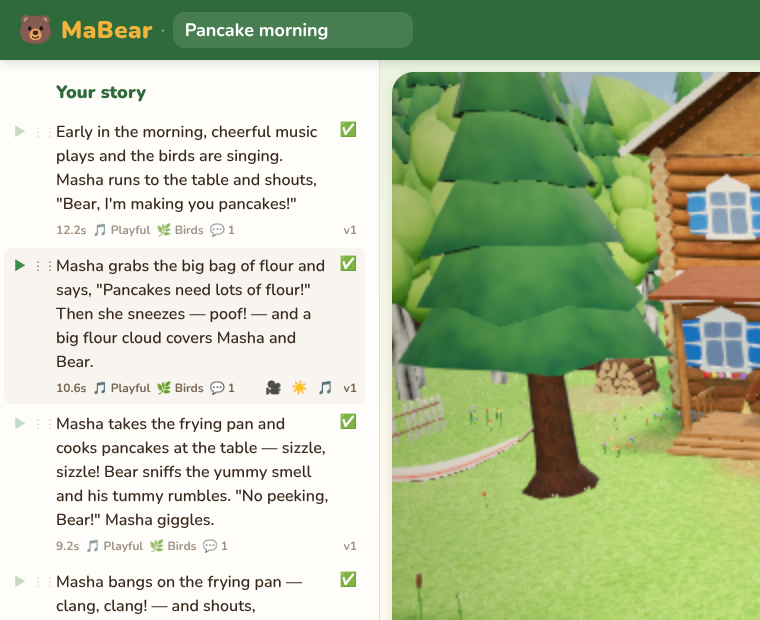 MaBear · Pancake morning
Your story
Early in the morning, cheerful music
plays and the birds are singing.
Masha runs to the table and shouts,
"Bear, I'm making you pancakes!"
12.2s 🎵 Playful 🌿 Birds 💬 1 v1
Masha grabs the big bag of flour and
says, "Pancakes need lots of flour!"
Then she sneezes — poof! — and a
big flour cloud covers Masha and
Bear.
10.6s 🎵 Playful 🌿 Birds 💬 1 v1
Masha takes the frying pan and
cooks pancakes at the table — sizzle,
sizzle! Bear sniffs the yummy smell
and his tummy rumbles. "No peeking,
Bear!" Masha giggles.
9.2s 🎵 Playful 🌿 Birds 💬 1 v1
Masha bangs on the frying pan —
clang, clang! — and shouts,